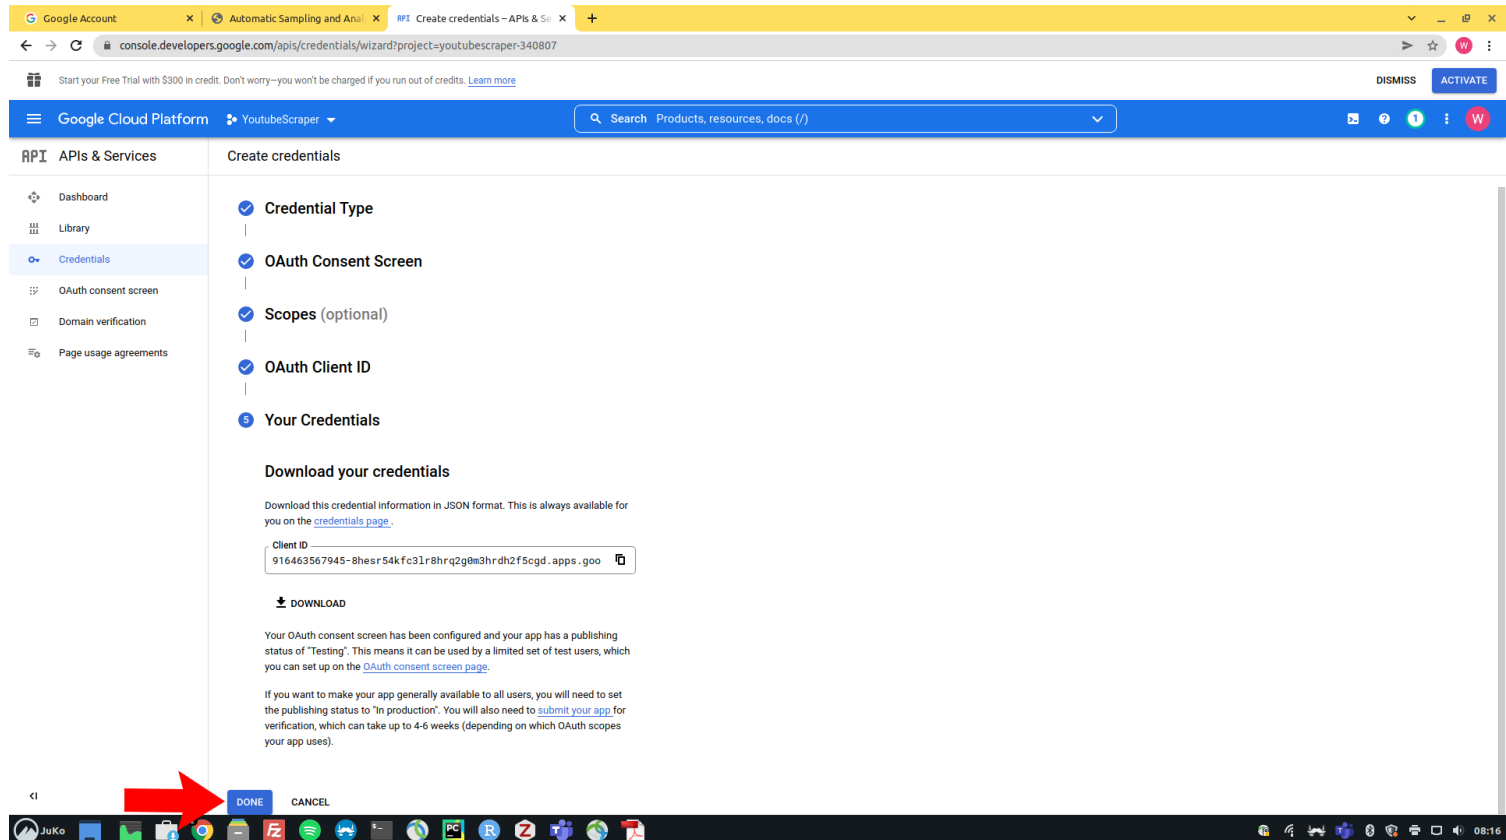 Google Account
Automatic Sampling and Anal
API Create credentials – APIs & Se
console.developers.google.com/apis/credentials/wizard?project=youtubescraper-340807
W
Start your Free Trial with $300 in credit. Don't worry—you won't be charged if you run out of credits. Learn more
DISMISS
ACTIVATE
Google Cloud Platform
YoutubeScraper
Search Products, resources, docs (/)
1
W
API APIs & Services
Create credentials
Dashboard
Library
Credentials
OAuth consent screen
Domain verification
Page usage agreements
Credential Type
OAuth Consent Screen
Scopes (optional)
OAuth Client ID
5 Your Credentials
Download your credentials
Download this credential information in JSON format. This is always available for
you on the credentials page .
Client ID
916463567945-8hesr54kfc3lr8hrq2g0m3hrdh2f5cgd.apps.goo
DOWNLOAD
Your OAuth consent screen has been configured and your app has a publishing
status of "Testing". This means it can be used by a limited set of test users, which
you can set up on the OAuth consent screen page.
If you want to make your app generally available to all users, you will need to set
the publishing status to "In production". You will also need to submit your app for
verification, which can take up to 4-6 weeks (depending on which OAuth scopes
your app uses).
DONE
CANCEL
JuKo
08:16